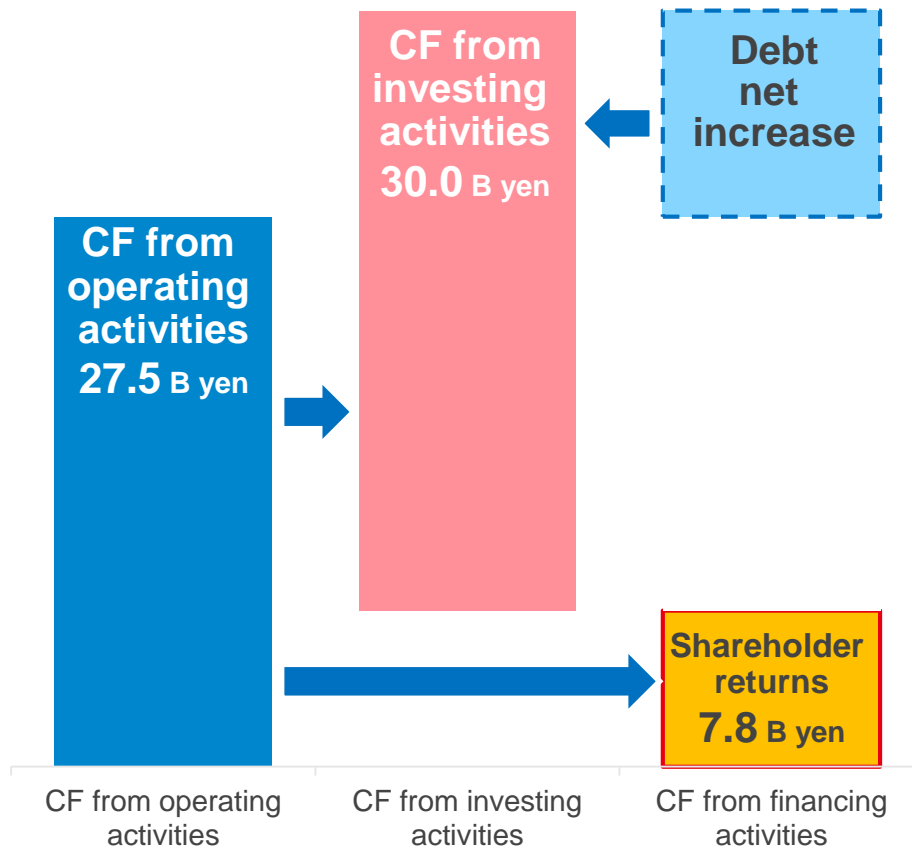 CF from
operating
activities
27.5 B yen
CF from
investing
activities
30.0 B yen
Debt
net
increase
Shareholder
returns
7.8 B yen
CF from operating
activities
CF from investing
activities
CF from financing
activities